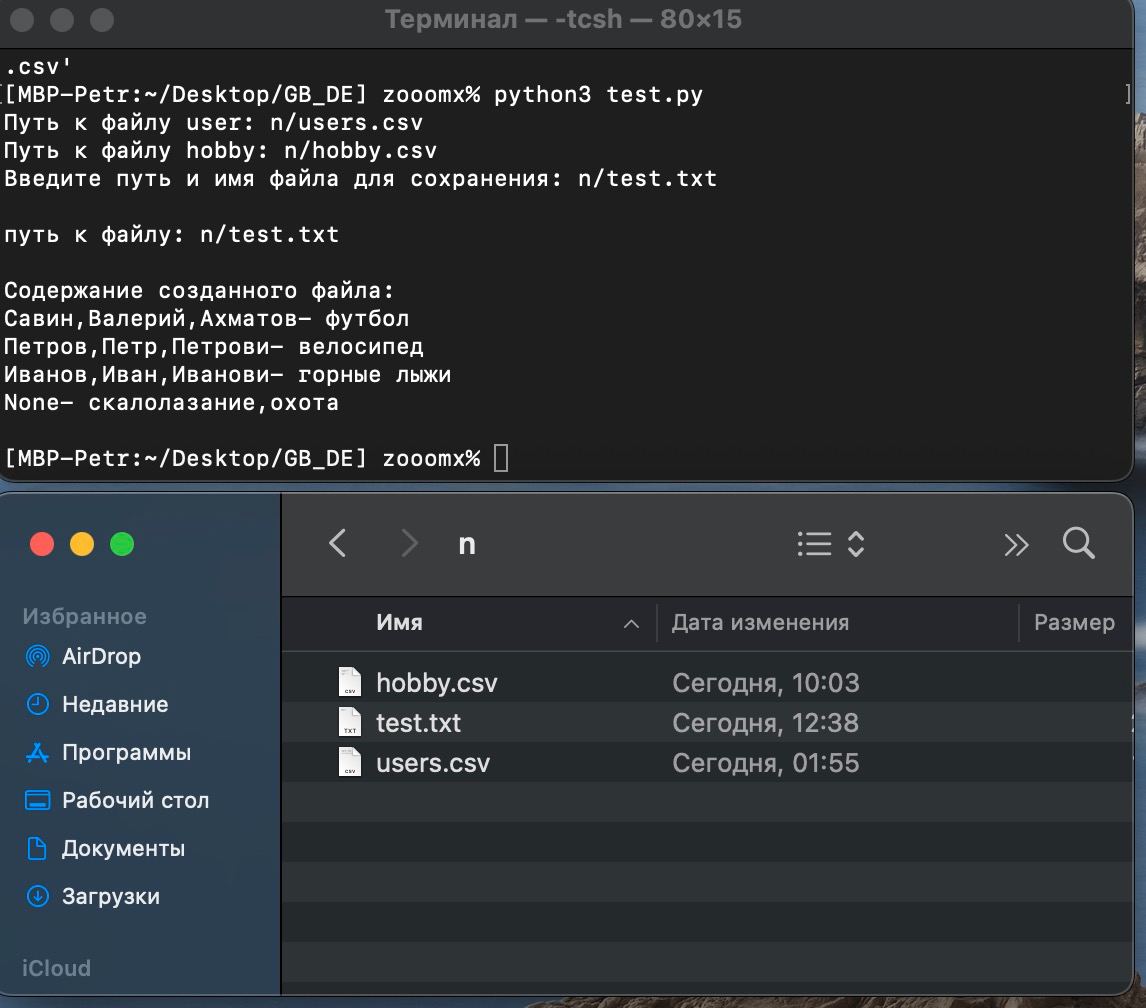 Терминал — -tcsh — 80×15
.csv'
[MBP-Petr:~/Desktop/GB_DE] zooomx% python3 test.py
Путь к файлу user: n/users.csv
Путь к файлу hobby: n/hobby.csv
Введите путь и имя файла для сохранения: n/test.txt
путь к файлу: n/test.txt
Содержание созданного файла:
Савин,Валерий,Ахматов- футбол
Петров,Петр,Петрови- велосипед
Иванов,Иван,Иванови- горные лыжи
None- скалолазание,охота
[MBP-Petr:~/Desktop/GB_DE] zooomx%
n
Избранное
AirDrop
Недавние
Программы
Рабочий стол
Документы
Загрузки
iCloud
Имя Дата изменения Размер
hobby.csv Сегодня, 10:03
test.txt Сегодня, 12:38
users.csv Сегодня, 01:55